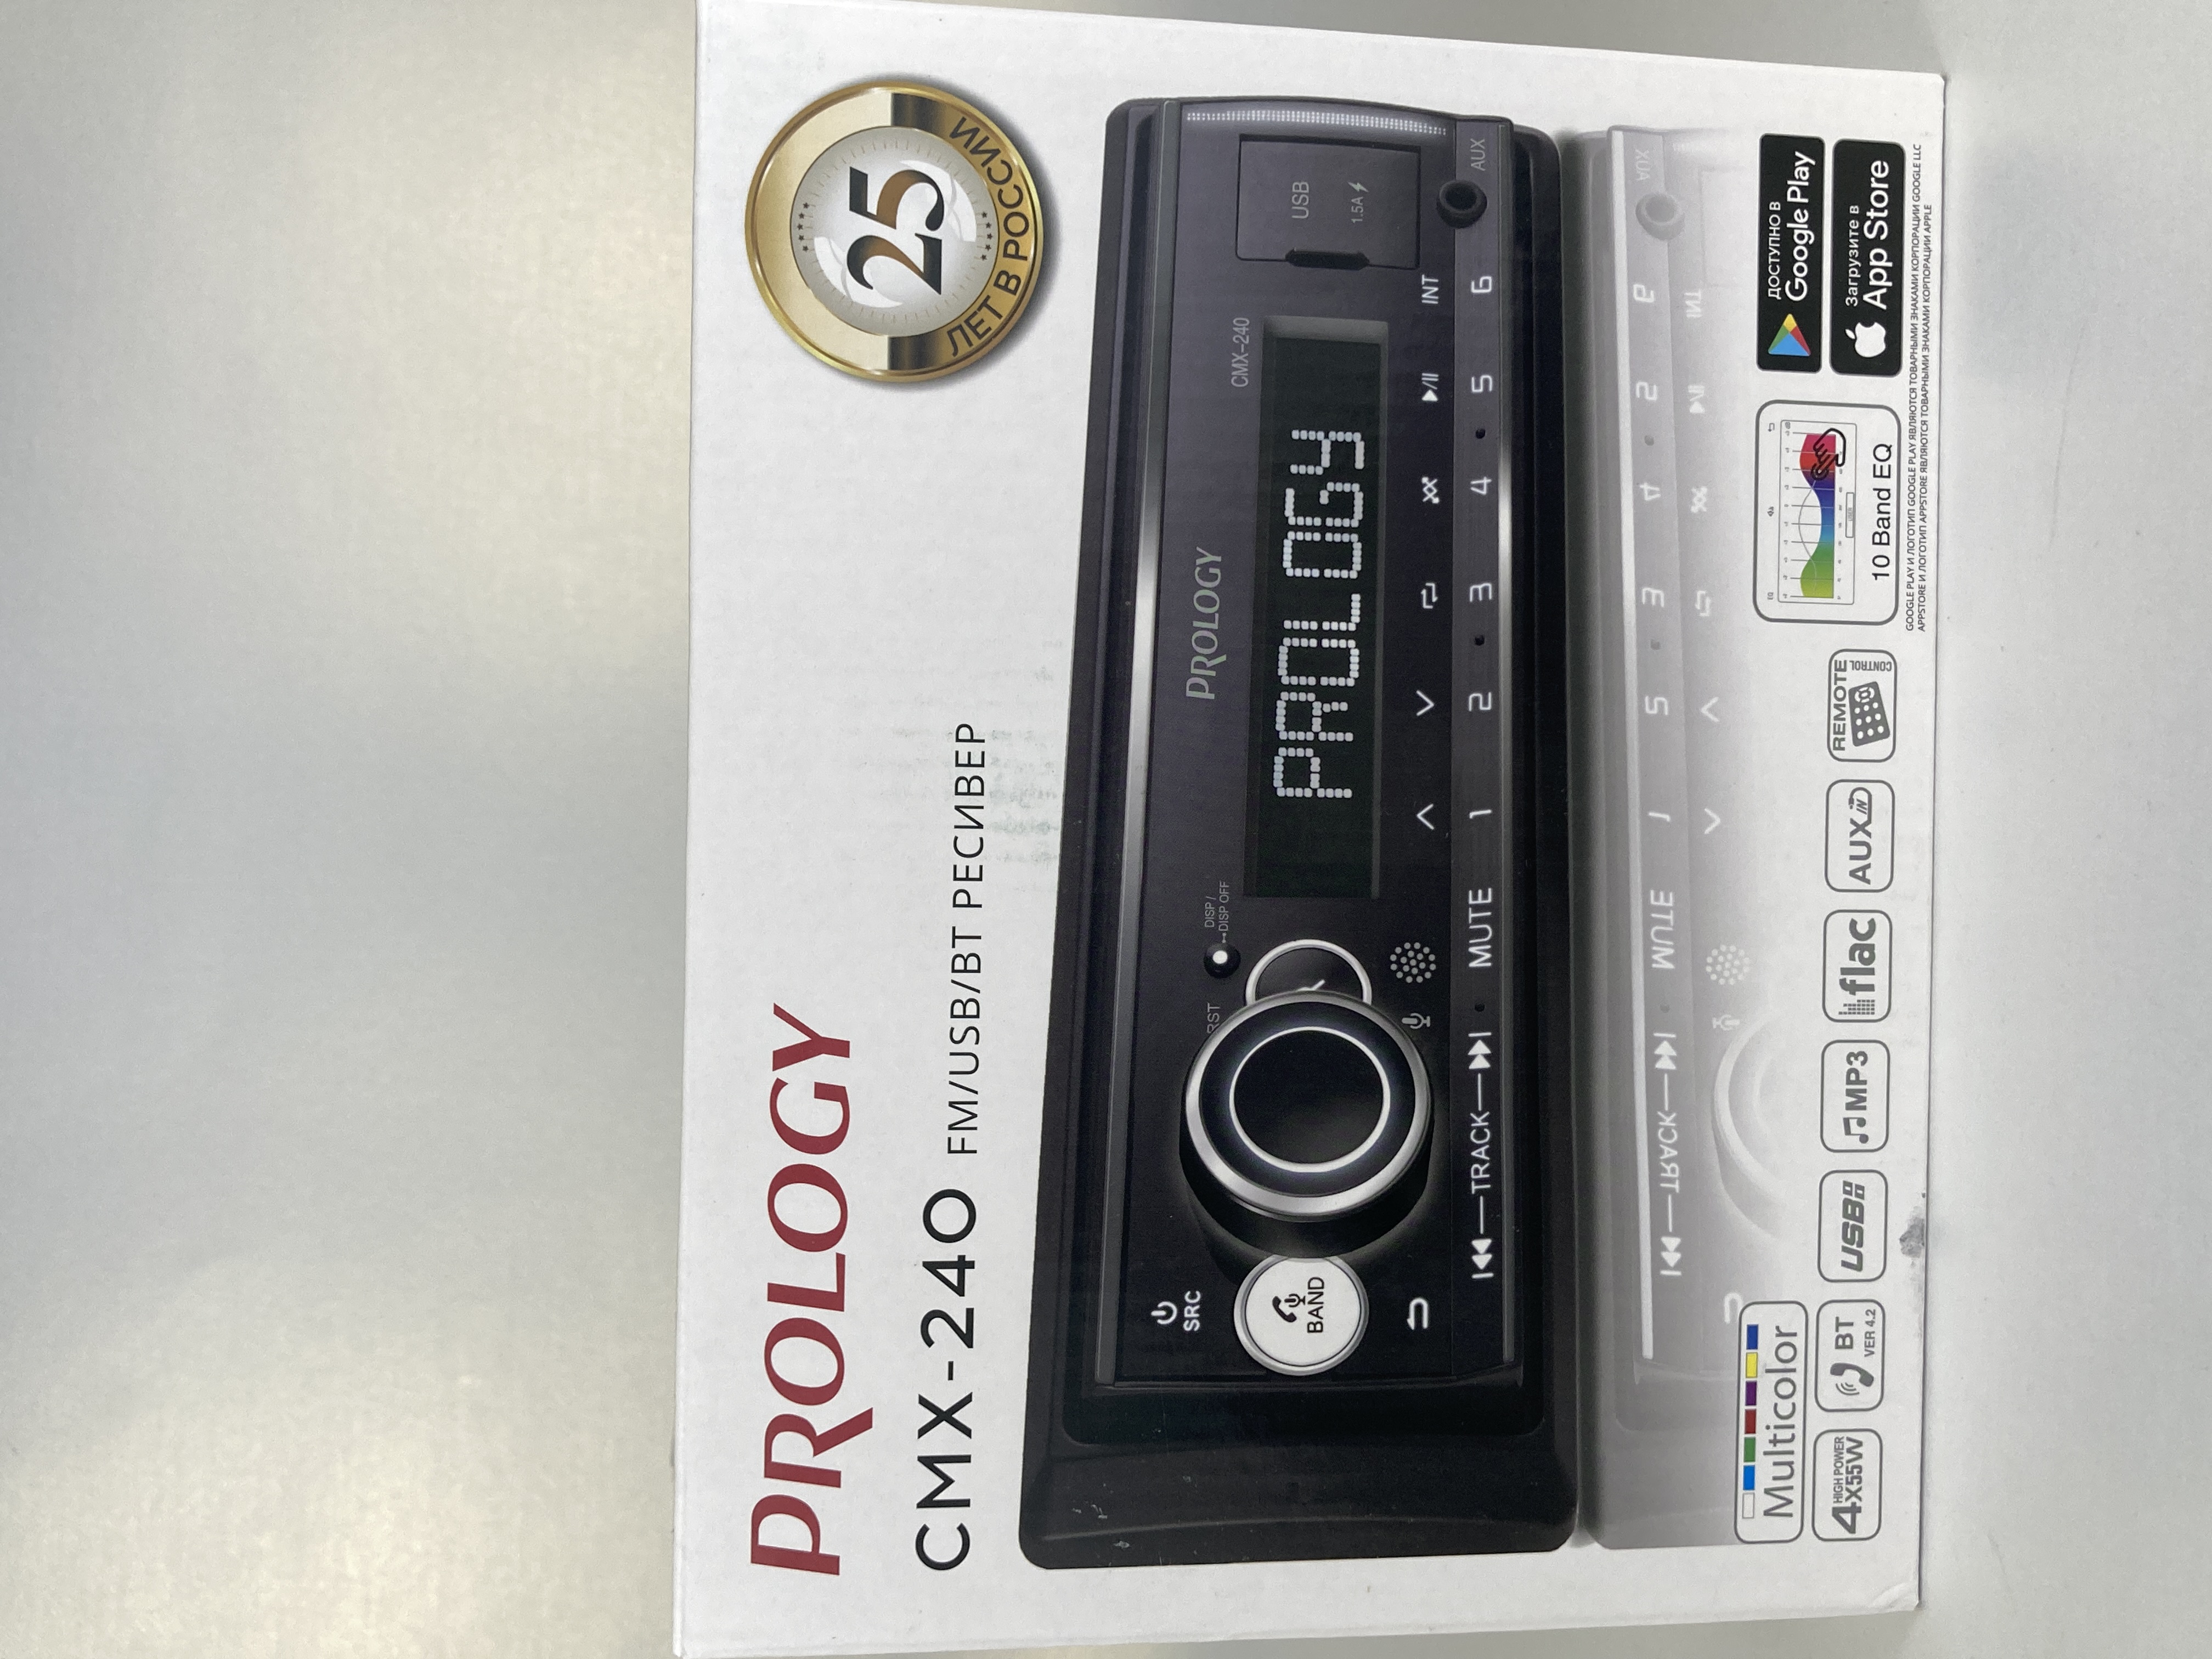 PROLOGY
CMX-240 FM/USB/BT РЕСИВЕР
25
ЛЕТ В РОССИИ
SRC
RST
DISP /
DISP OFF
PROLOGY
CMX-240
BAND
PROLOGY
USB
1.5A
INT
TRACK MUTE 1 2 3 4 5 6 AUX
Multicolor
HIGH POWER
4X55W
BT
VER 4.2
USB
MP3
flac
AUX IN
REMOTE
CONTROL
EQ
10 Band EQ
ДОСТУПНО В
Google Play
Загрузите в
App Store
GOOGLE PLAY И ЛОГОТИП GOOGLE PLAY ЯВЛЯЮТСЯ ТОВАРНЫМИ ЗНАКАМИ КОРПОРАЦИИ GOOGLE LLC
APPSTORE И ЛОГОТИП APPSTORE ЯВЛЯЮТСЯ ТОВАРНЫМИ ЗНАКАМИ КОРПОРАЦИИ APPLE